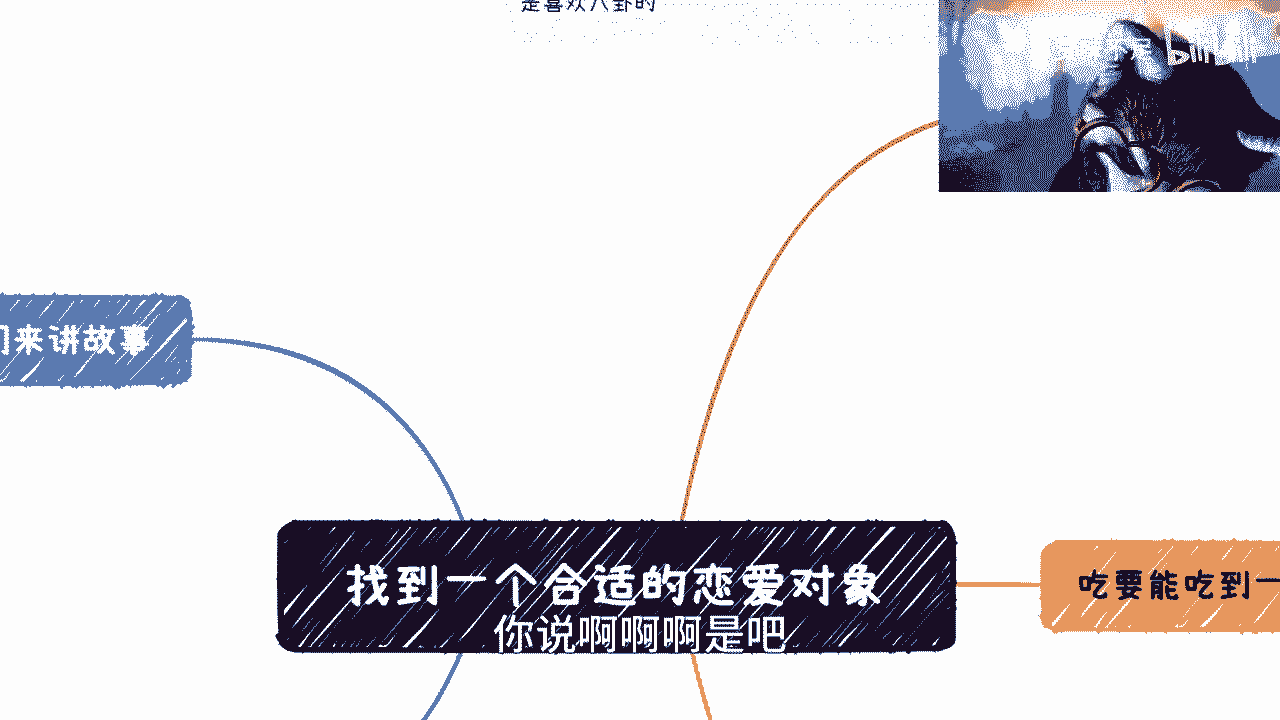 是喜欢八卦的
bilibili
们来讲故事
找到一个合适的恋爱对象
吃要能吃到一
你说啊啊啊是吧